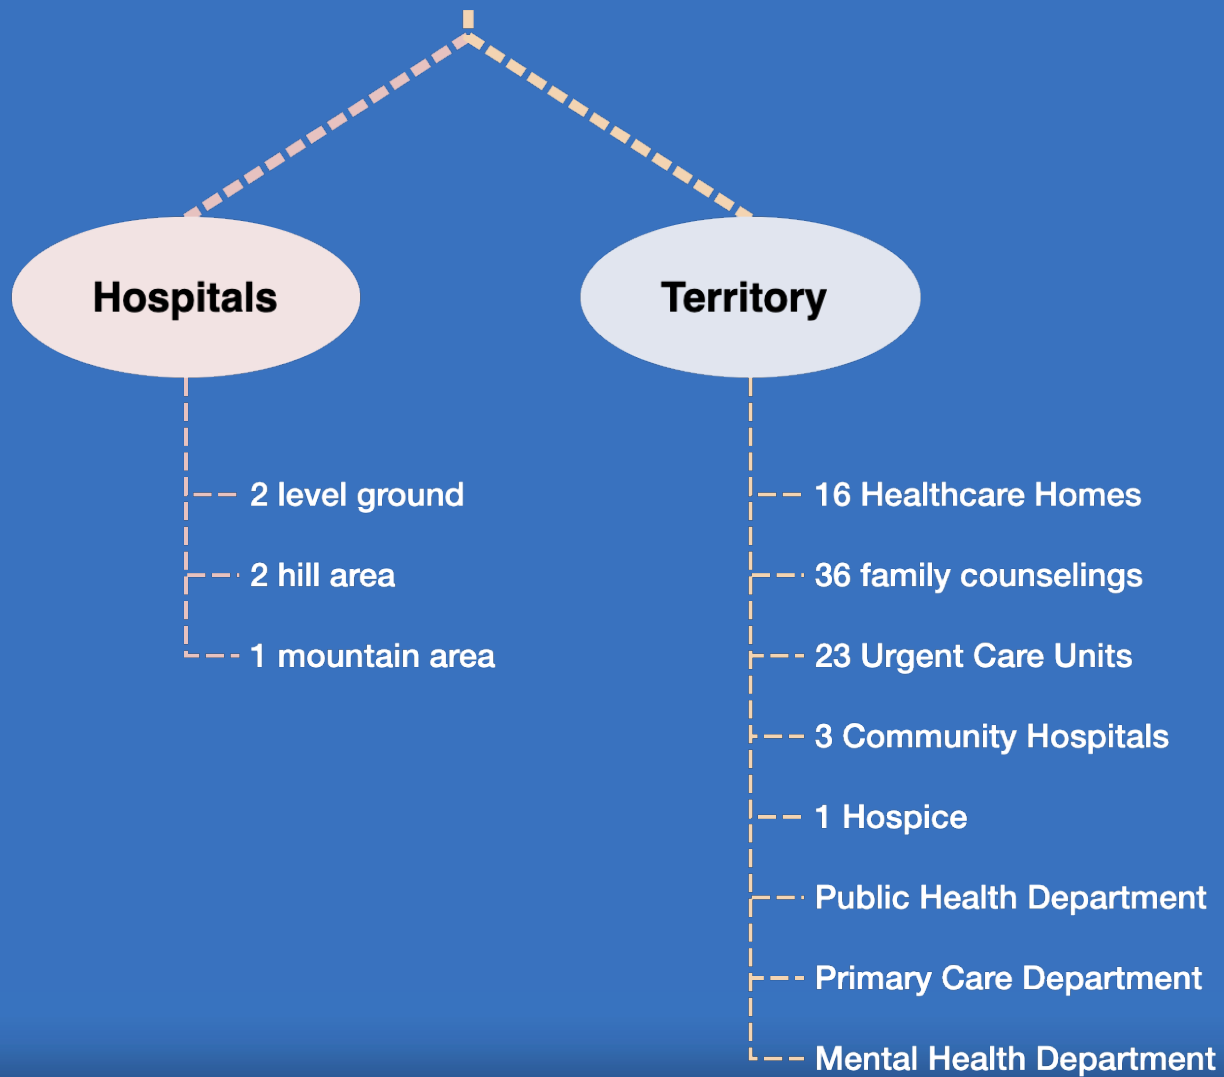 Hospitals
2 level ground
2 hill area
1 mountain area
Territory
16 Healthcare Homes
36 family counselings
23 Urgent Care Units
3 Community Hospitals
1 Hospice
Public Health Department
Primary Care Department
Mental Health Department